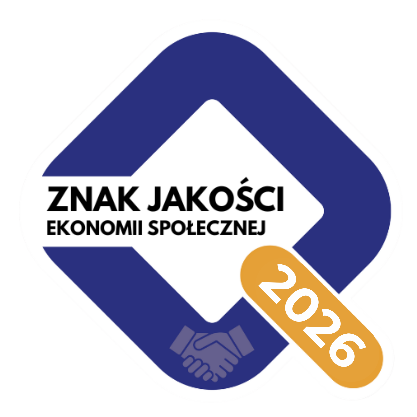 ZNAK JAKOŚCI
EKONOMII SPOŁECZNEJ
2026